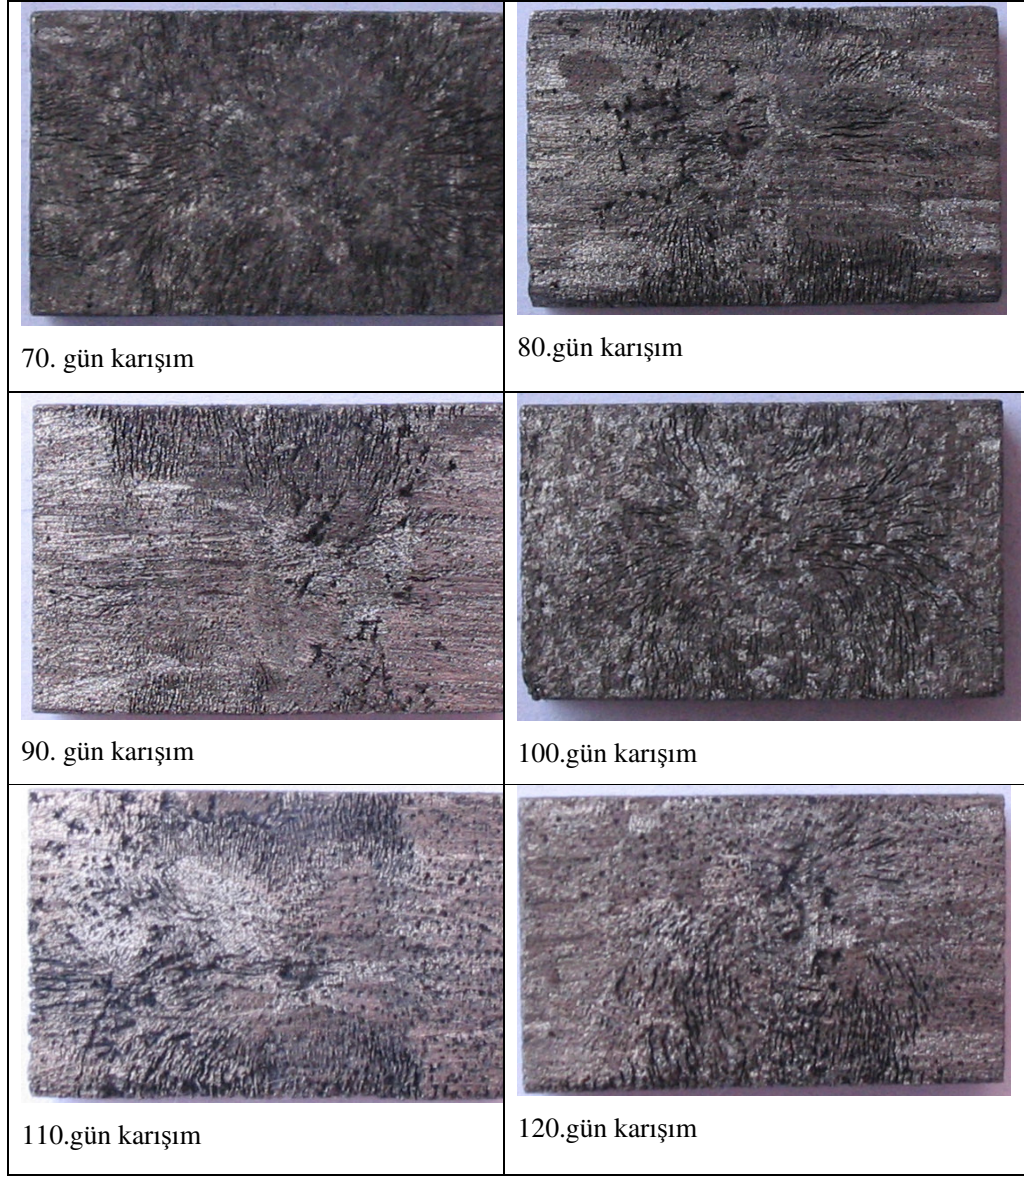 70. gün karışım
80.gün karışım
90. gün karışım
100.gün karışım
110.gün karışım
120.gün karışım